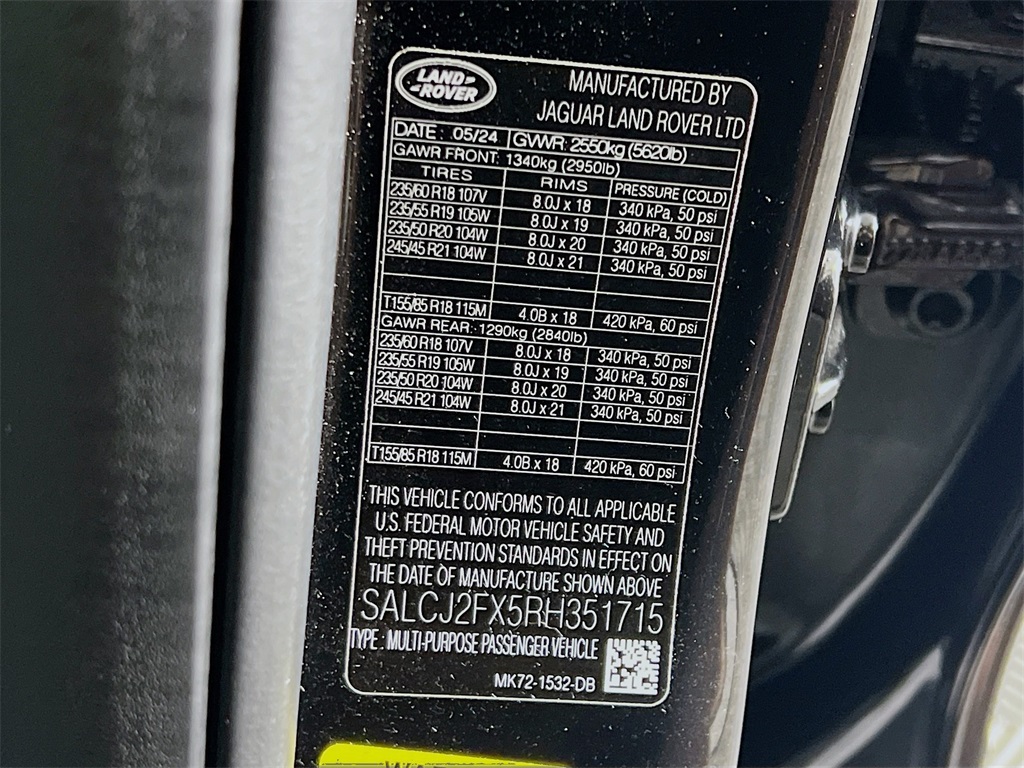 LAND ROVER
MANUFACTURED BY
JAGUAR LAND ROVER LTD
DATE : 05/24 GVWR: 2550kg (5620lb)
GAWR FRONT: 1340kg (2950lb)
TIRES RIMS PRESSURE (COLD)
235/60 R18 107V 8.0J x 18 340 kPa, 50 psi
235/55 R19 105W 8.0J x 19 340 kPa, 50 psi
235/50 R20 104W 8.0J x 20 340 kPa, 50 psi
245/45 R21 104W 8.0J x 21 340 kPa, 50 psi
T155/85 R18 115M 4.0B x 18 420 kPa, 60 psi
GAWR REAR: 1290kg (2840lb)
235/60 R18 107V 8.0J x 18 340 kPa, 50 psi
235/55 R19 105W 8.0J x 19 340 kPa, 50 psi
235/50 R20 104W 8.0J x 20 340 kPa, 50 psi
245/45 R21 104W 8.0J x 21 340 kPa, 50 psi
T155/85 R18 115M 4.0B x 18 420 kPa, 60 psi
THIS VEHICLE CONFORMS TO ALL APPLICABLE
U.S. FEDERAL MOTOR VEHICLE SAFETY AND
THEFT PREVENTION STANDARDS IN EFFECT ON
THE DATE OF MANUFACTURE SHOWN ABOVE
SALCJ2FX5RH351715
TYPE : MULTI-PURPOSE PASSENGER VEHICLE
MK72-1532-DB